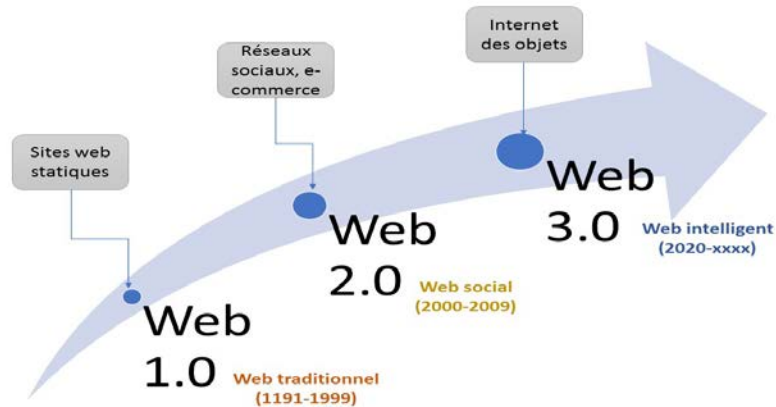 Sites web
statiques
Web
1.0
Web traditionnel
(1191-1999)
Réseaux
sociaux, e-
commerce
Web
2.0
Web social
(2000-2009)
Internet
des objets
Web
3.0
Web intelligent
(2020-xxxx)